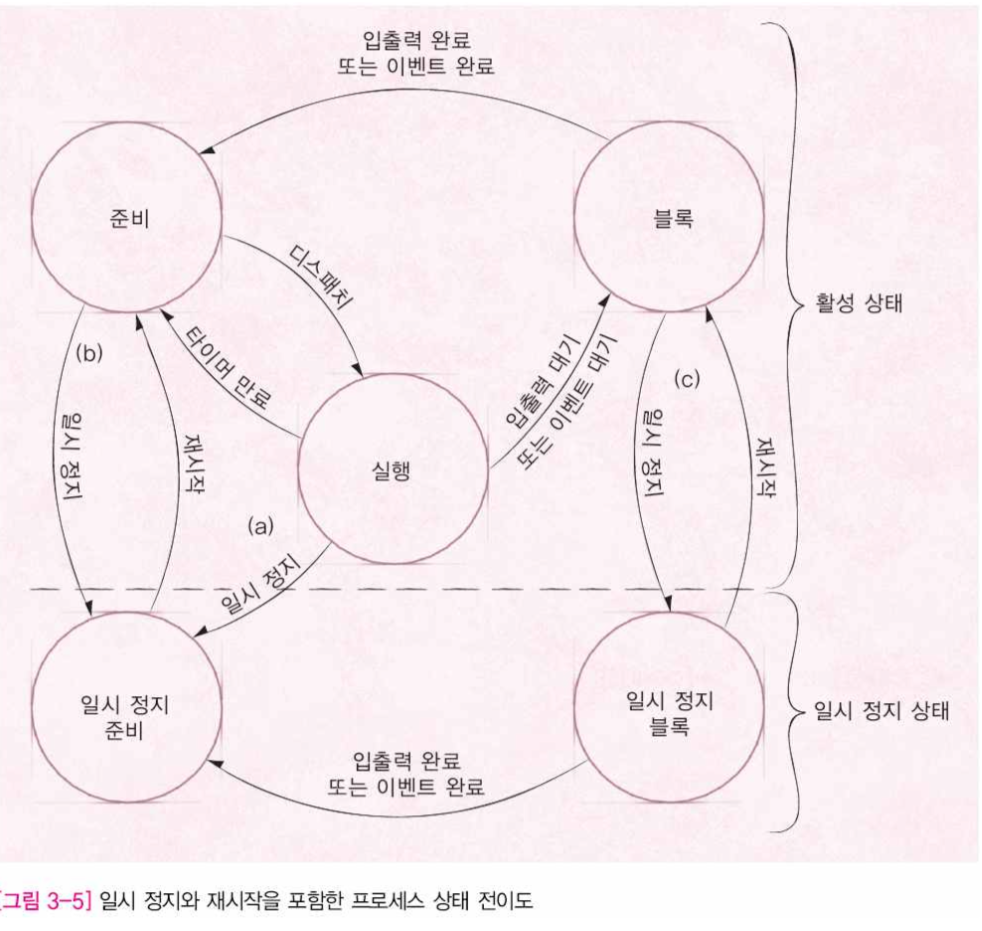 입출력 완료
또는 이벤트 완료
준비
블록
디스패치
활성 상태
(b)
타이머 만료
입출력 대기
또는 이벤트 대기
(c)
일시 정지
재시작
실행
일시 정지
재시작
(a)
일시 정지
일시 정지
준비
일시 정지
블록
일시 정지 상태
입출력 완료
또는 이벤트 완료
[그림 3-5] 일시 정지와 재시작을 포함한 프로세스 상태 전이도